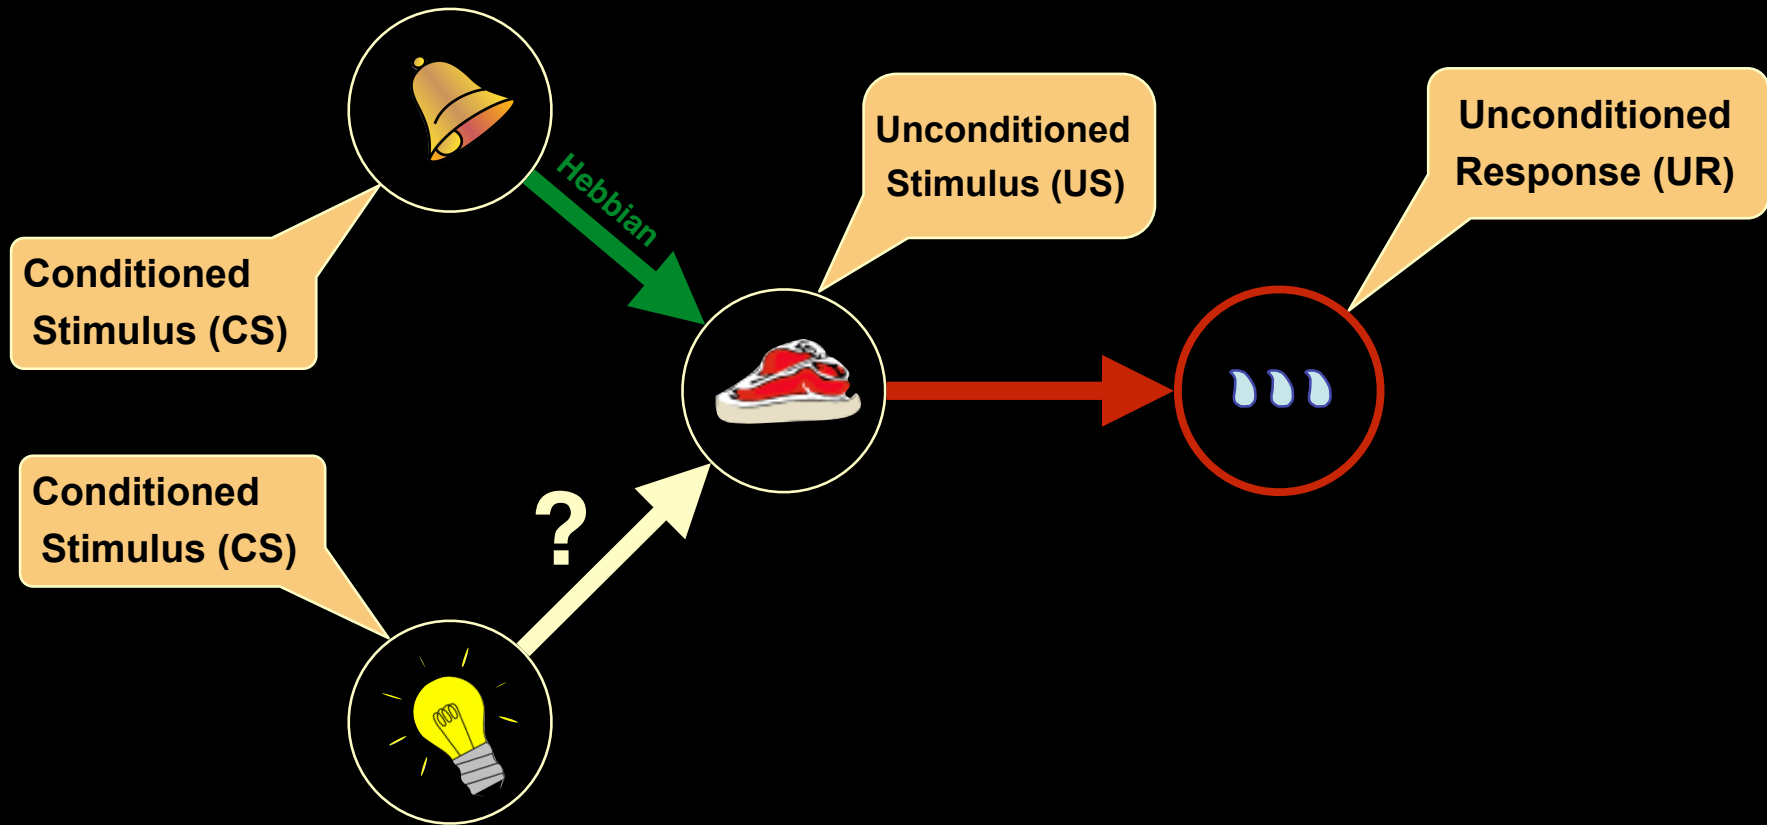 Hebbian
Unconditioned
Stimulus (US)
Unconditioned
Response (UR)
Conditioned
Stimulus (CS)
Conditioned
Stimulus (CS)
?